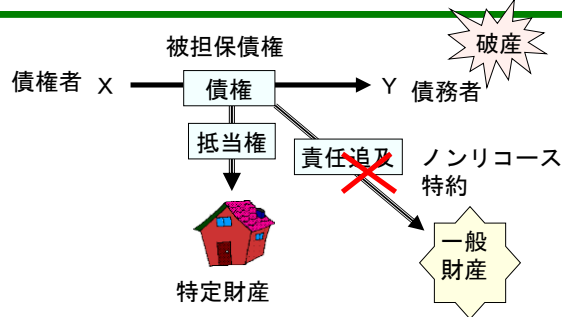 破産
被担保債権
債権者 X
債権
Y 債務者
抵当権
責任追及
ノンリコース
特約
一般
財産
特定財産